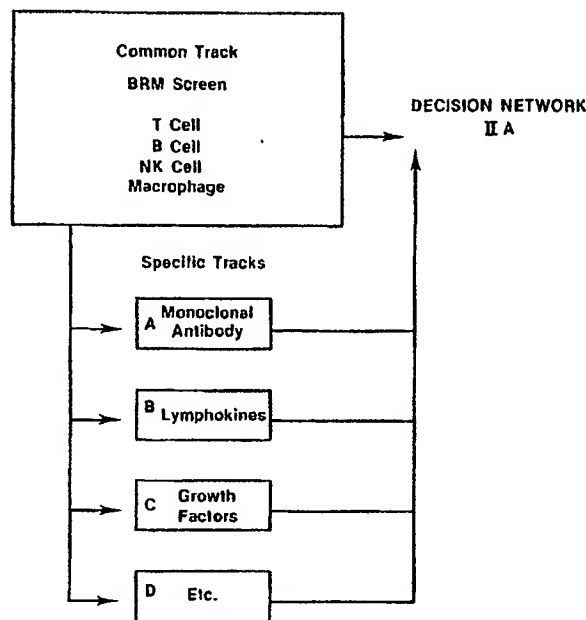 Common Track
BRM Screen
T Cell
B Cell
NK Cell
Macrophage
DECISION NETWORK
II A
Specific Tracks
A Monoclonal
Antibody
B Lymphokines
C Growth
Factors
D Etc.